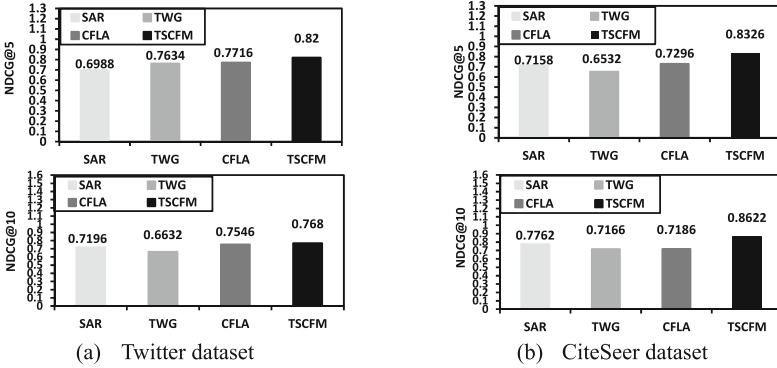 NDCG@5
1.3
1.2
1.1
1
0.9
0.8
0.7
0.6
0.5
0.4
0.3
0.2
0.1
0
SAR TWG
CFLA TSCFM
0.6988 0.7634 0.7716 0.82
SAR TWG CFLA TSCFM
NDCG@10
1.6
1.5
1.4
1.3
1.2
1.1
1
0.9
0.8
0.7
0.6
0.5
0.4
0.3
0.2
0.1
0
SAR TWG
CFLA TSCFM
0.7196 0.6632 0.7546 0.768
SAR TWG CFLA TSCFM
(a) Twitter dataset
NDCG@5
1.3
1.2
1.1
1
0.9
0.8
0.7
0.6
0.5
0.4
0.3
0.2
0.1
0
SAR TWG
CFLA TSCFM
0.7158 0.6532 0.7296 0.8326
SAR TWG CFLA TSCFM
NDCG@10
1.6
1.5
1.4
1.3
1.2
1.1
1
0.9
0.8
0.7
0.6
0.5
0.4
0.3
0.2
0.1
0
SAR TWG
CFLA TSCFM
0.7762 0.7166 0.7186 0.8622
SAR TWG CFLA TSCFM
(b) CiteSeer dataset